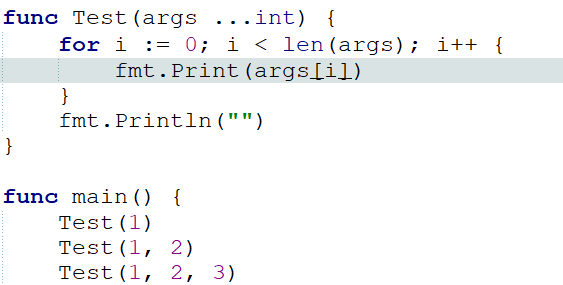 func Test(args ...int) {
    for i := 0; i < len(args); i++ {
        fmt.Print(args[i])
    }
    fmt.Println("")
}

func main() {
    Test(1)
    Test(1, 2)
    Test(1, 2, 3)